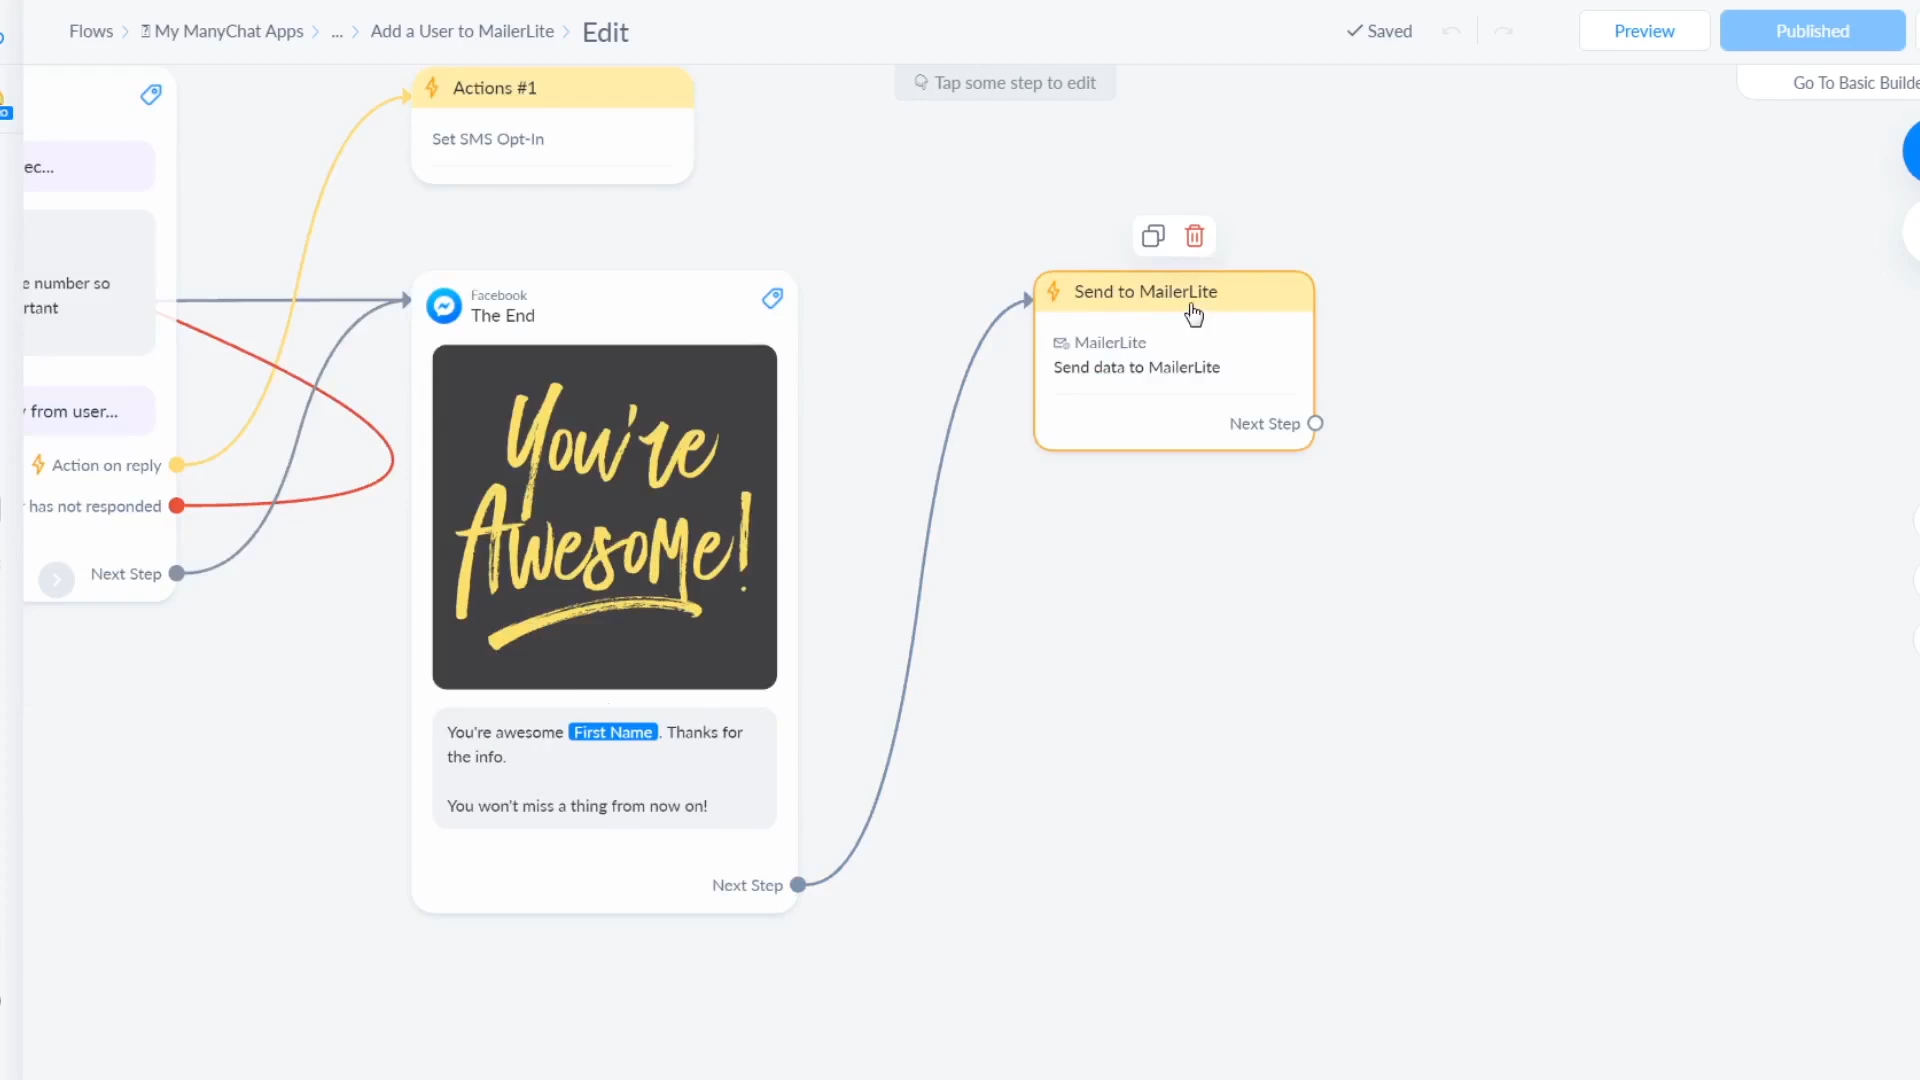 Flows
My ManyChat Apps
...
Add a User to MailerLite
Edit
Saved
Preview
Published
Tap some step to edit
Go To Basic Builde
ec...
e number so
rtant
from user...
Action on reply
has not responded
Next Step
Actions #1
Set SMS Opt-In
Facebook
The End
You're
Awesome!
You're awesome First Name. Thanks for
the info.
You won't miss a thing from now on!
Next Step
Send to MailerLite
MailerLite
Send data to MailerLite
Next Step